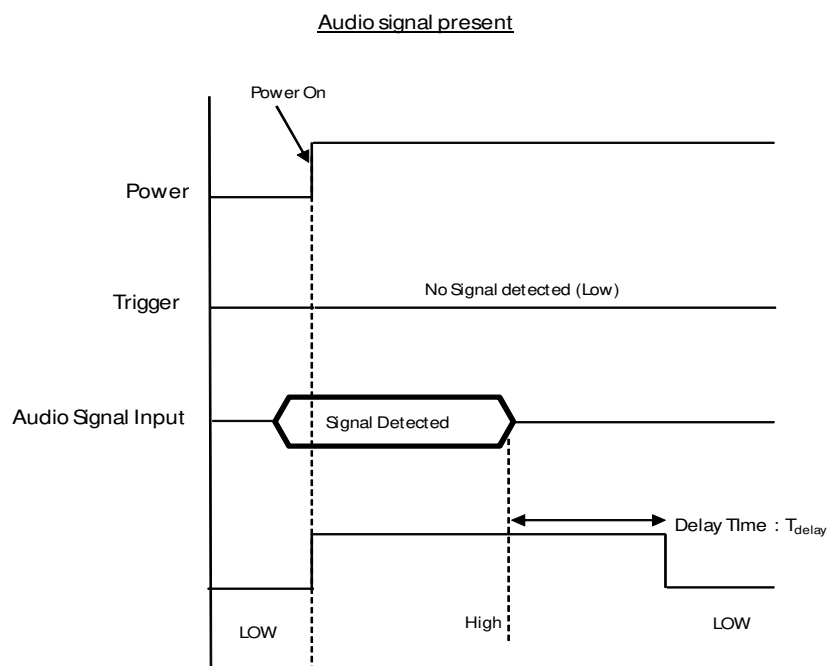 Audio signal present
Power On
Power
No Signal detected (Low)
Trigger
Audio Signal Input
Signal Detected
Delay TIme : Tdelay
High
LOW
LOW